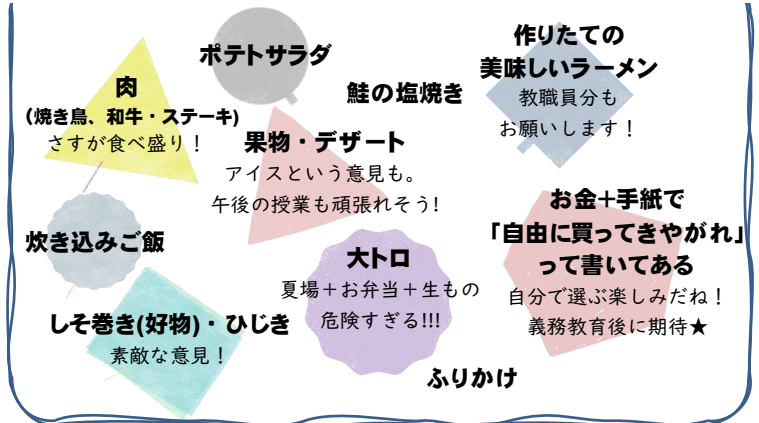 ポテトサラダ
作りたての
美味しいラーメン
教職員分も
お願いします！
肉
（焼き鳥、和牛・ステーキ)
さすが食べ盛り！
鮭の塩焼き
果物・デザート
アイスという意見も。
午後の授業も頑張れそう!
お金＋手紙で
「自由に買ってきやがれ」
って書いてある
自分で選ぶ楽しみだね！
義務教育後に期待★
炊き込みご飯
大トロ
夏場＋お弁当＋生もの
危険すぎる!!!
しそ巻き(好物)・ひじき
素敵な意見！
ふりかけ